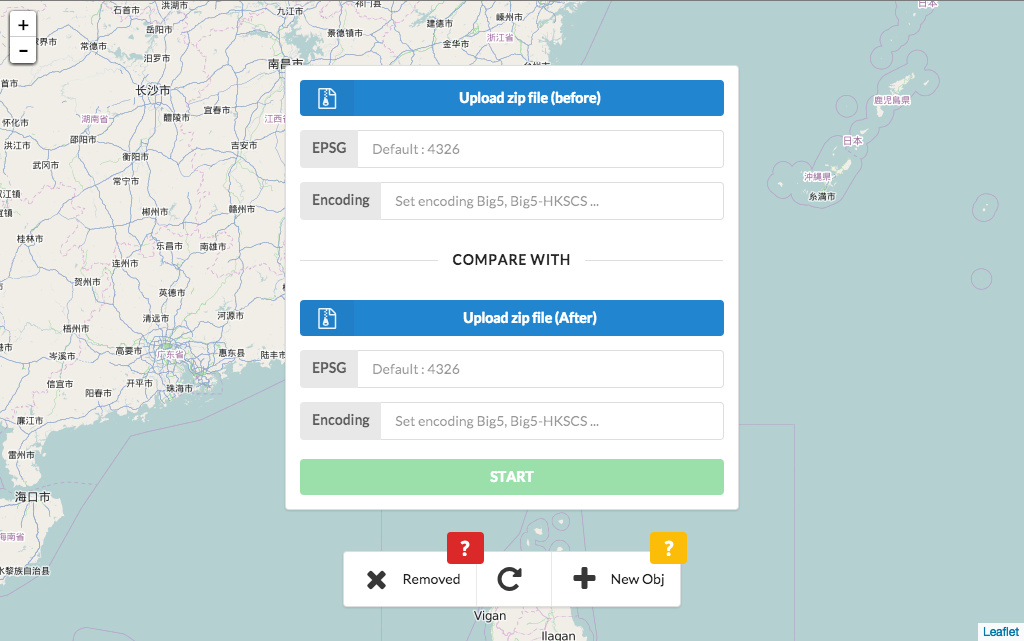 +
−
石首市
洪湖市
九江市
祁门县
日本
岳阳市
景德镇市
建德市
嵊州市
金华市
浙江省
常德市
汨罗市
南昌市
台州市
长沙市
湖南省
醴陵市
宜春市
江西
怀化市
洪江市
邵阳市
吉安市
衡阳市
武冈市
常宁市
郴州市
赣州市
桂林市
乐昌市
南雄市
连州市
贺州市
英德市
清远市
河源市
梧州市
岑溪市
高要市
广东省
惠东县
陆丰市
信宜市
阳春市
开平市
珠海市
廉江市
雷州市
海口市
海南省
水黎族自治县
鹿児島県
日本
沖縄県
糸満市
Upload zip file (before)
EPSG
Default : 4326
Encoding
Set encoding Big5, Big5-HKSCS ...
COMPARE WITH
Upload zip file (After)
EPSG
Default : 4326
Encoding
Set encoding Big5, Big5-HKSCS ...
START
?
?
Removed
New Obj
Vigan
Ilagan
Leaflet